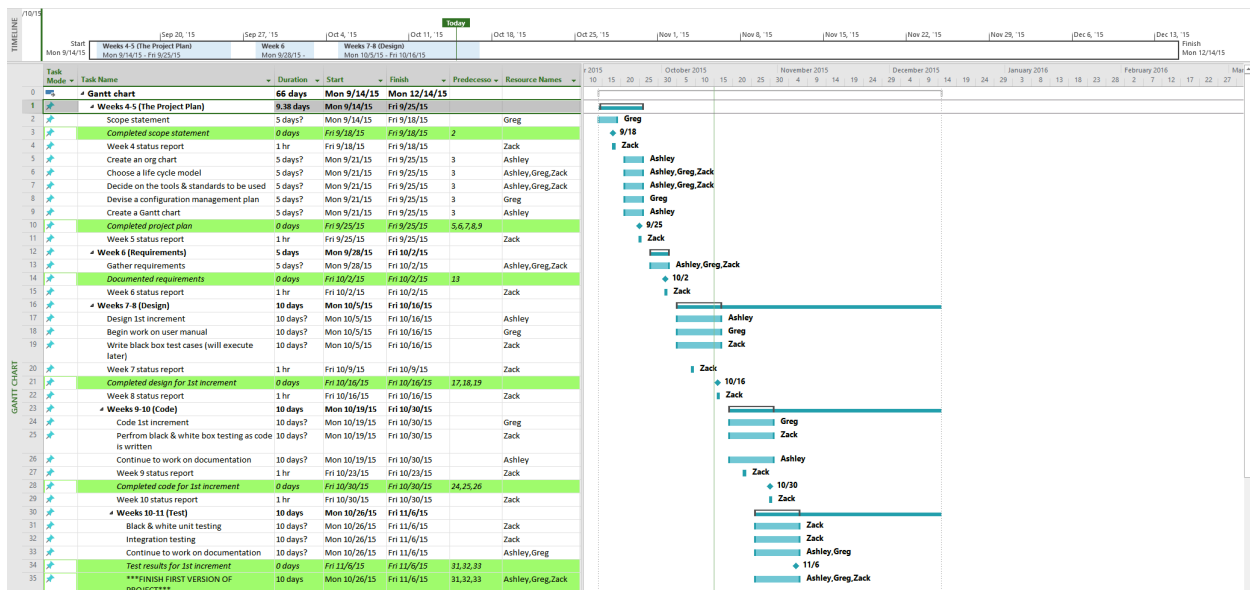 /10/15
TIMELINE
Today
Sep 20, '15 Sep 27, '15 Oct 4, '15 Oct 11, '15 Oct 18, '15 Oct 25, '15 Nov 1, '15 Nov 8, '15 Nov 15, '15 Nov 22, '15 Nov 29, '15 Dec 6, '15 Dec 13, '15
Start
Mon 9/14/15
Weeks 4-5 (The Project Plan)
Mon 9/14/15 - Fri 9/25/15
Week 6
Mon 9/28/15 -
Weeks 7-8 (Design)
Mon 10/5/15 - Fri 10/16/15
Finish
Mon 12/14/15
GANTT CHART
Task
Mode Task Name Duration Start Finish Predecesso Resource Names
r 2015 October 2015 November 2015 December 2015 January 2016 February 2016
10 15 20 25 30 5 10 15 20 25 30 4 9 14 19 24 29 4 9 14 19 24 29 3 8 13 18 23 28 2 7 12 17 22 27
0 Gantt chart 66 days Mon 9/14/15 Mon 12/14/15
1 Weeks 4-5 (The Project Plan) 9.38 days Mon 9/14/15 Fri 9/25/15
2 Scope statement 5 days? Mon 9/14/15 Fri 9/18/15 Greg Greg
3 Completed scope statement 0 days Fri 9/18/15 Fri 9/18/15 2 9/18
4 Week 4 status report 1 hr Fri 9/18/15 Fri 9/18/15 Zack Zack
5 Create an org chart 5 days? Mon 9/21/15 Fri 9/25/15 3 Ashley Ashley
6 Choose a life cycle model 5 days? Mon 9/21/15 Fri 9/25/15 3 Ashley,Greg,Zack Ashley,Greg,Zack
7 Decide on the tools & standards to be used 5 days? Mon 9/21/15 Fri 9/25/15 3 Ashley,Greg,Zack Ashley,Greg,Zack
8 Devise a configuration management plan 5 days? Mon 9/21/15 Fri 9/25/15 3 Greg Greg
9 Create a Gantt chart 5 days? Mon 9/21/15 Fri 9/25/15 3 Ashley Ashley
10 Completed project plan 0 days Fri 9/25/15 Fri 9/25/15 5,6,7,8,9 9/25
11 Week 5 status report 1 hr Fri 9/25/15 Fri 9/25/15 Zack Zack
12 Week 6 (Requirements) 5 days Mon 9/28/15 Fri 10/2/15
13 Gather requirements 5 days? Mon 9/28/15 Fri 10/2/15 Ashley,Greg,Zack Ashley,Greg,Zack
14 Documented requirements 0 days Fri 10/2/15 Fri 10/2/15 13 10/2
15 Week 6 status report 1 hr Fri 10/2/15 Fri 10/2/15 Zack Zack
16 Weeks 7-8 (Design) 10 days Mon 10/5/15 Fri 10/16/15
17 Design 1st increment 10 days? Mon 10/5/15 Fri 10/16/15 Ashley Ashley
18 Begin work on user manual 10 days? Mon 10/5/15 Fri 10/16/15 Greg Greg
19 Write black box test cases (will execute 10 days? Mon 10/5/15 Fri 10/16/15 Zack Zack
later)
20 Week 7 status report 1 hr Fri 10/9/15 Fri 10/9/15 Zack Zack
21 Completed design for 1st increment 0 days Fri 10/16/15 Fri 10/16/15 17,18,19 10/16
22 Week 8 status report 1 hr Fri 10/16/15 Fri 10/16/15 Zack Zack
23 Weeks 9-10 (Code) 10 days Mon 10/19/15 Fri 10/30/15
24 Code 1st increment 10 days? Mon 10/19/15 Fri 10/30/15 Greg Greg
25 Perfrom black & white box testing as code 10 days? Mon 10/19/15 Fri 10/30/15 Zack Zack
is written
26 Continue to work on documentation 10 days? Mon 10/19/15 Fri 10/30/15 Ashley Ashley
27 Week 9 status report 1 hr Fri 10/23/15 Fri 10/23/15 Zack Zack
28 Completed code for 1st increment 0 days Fri 10/30/15 Fri 10/30/15 24,25,26 10/30
29 Week 10 status report 1 hr Fri 10/30/15 Fri 10/30/15 Zack Zack
30 Weeks 10-11 (Test) 10 days Mon 10/26/15 Fri 11/6/15
31 Black & white unit testing 10 days? Mon 10/26/15 Fri 11/6/15 Zack Zack
32 Integration testing 10 days? Mon 10/26/15 Fri 11/6/15 Zack Zack
33 Continue to work on documentation 10 days? Mon 10/26/15 Fri 11/6/15 Ashley,Greg Ashley,Greg
34 Test results for 1st increment 0 days Fri 11/6/15 Fri 11/6/15 31,32,33 11/6
35 ***FINISH FIRST VERSION OF 10 days Mon 10/26/15 Fri 11/6/15 31,32,33 Ashley,Greg,Zack Ashley,Greg,Zack